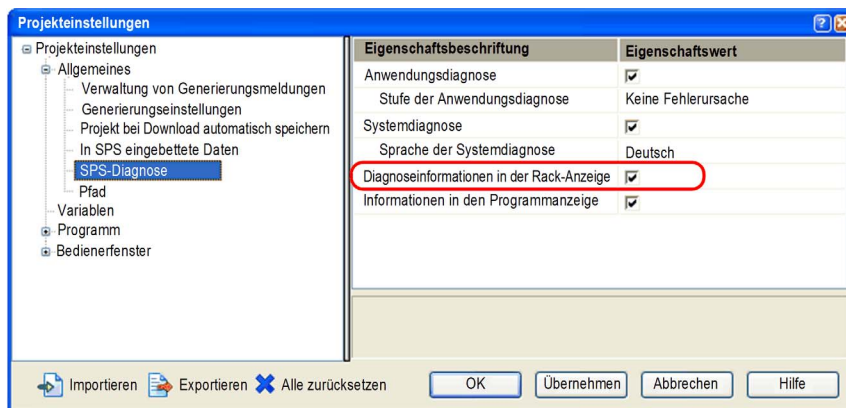 Projekteinstellungen
Projekteinstellungen
Allgemeines
Verwaltung von Generierungsmeldungen
Generierungseinstellungen
Projekt bei Download automatisch speichern
In SPS eingebettete Daten
SPS-Diagnose
Pfad
Variablen
Programm
Bedienerfenster
Eigenschaftsbeschriftung Eigenschaftswert
Anwendungsdiagnose
Stufe der Anwendungsdiagnose Keine Fehlerursache
Systemdiagnose
Sprache der Systemdiagnose Deutsch
Diagnoseinformationen in der Rack-Anzeige
Informationen in den Programmanzeige
Importieren Exportieren Alle zurücksetzen OK Übernehmen Abbrechen Hilfe